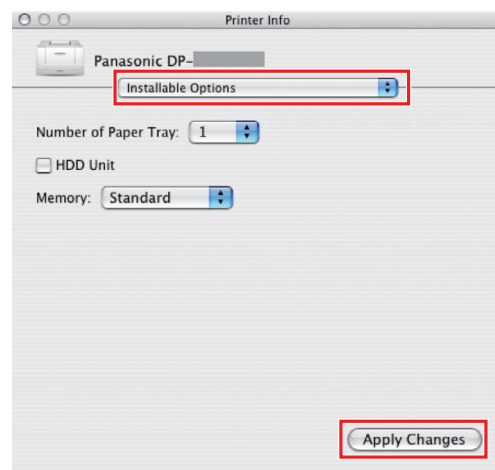 Printer Info
Panasonic DP-
Installable Options
Number of Paper Tray: 1
HDD Unit
Memory: Standard
Apply Changes